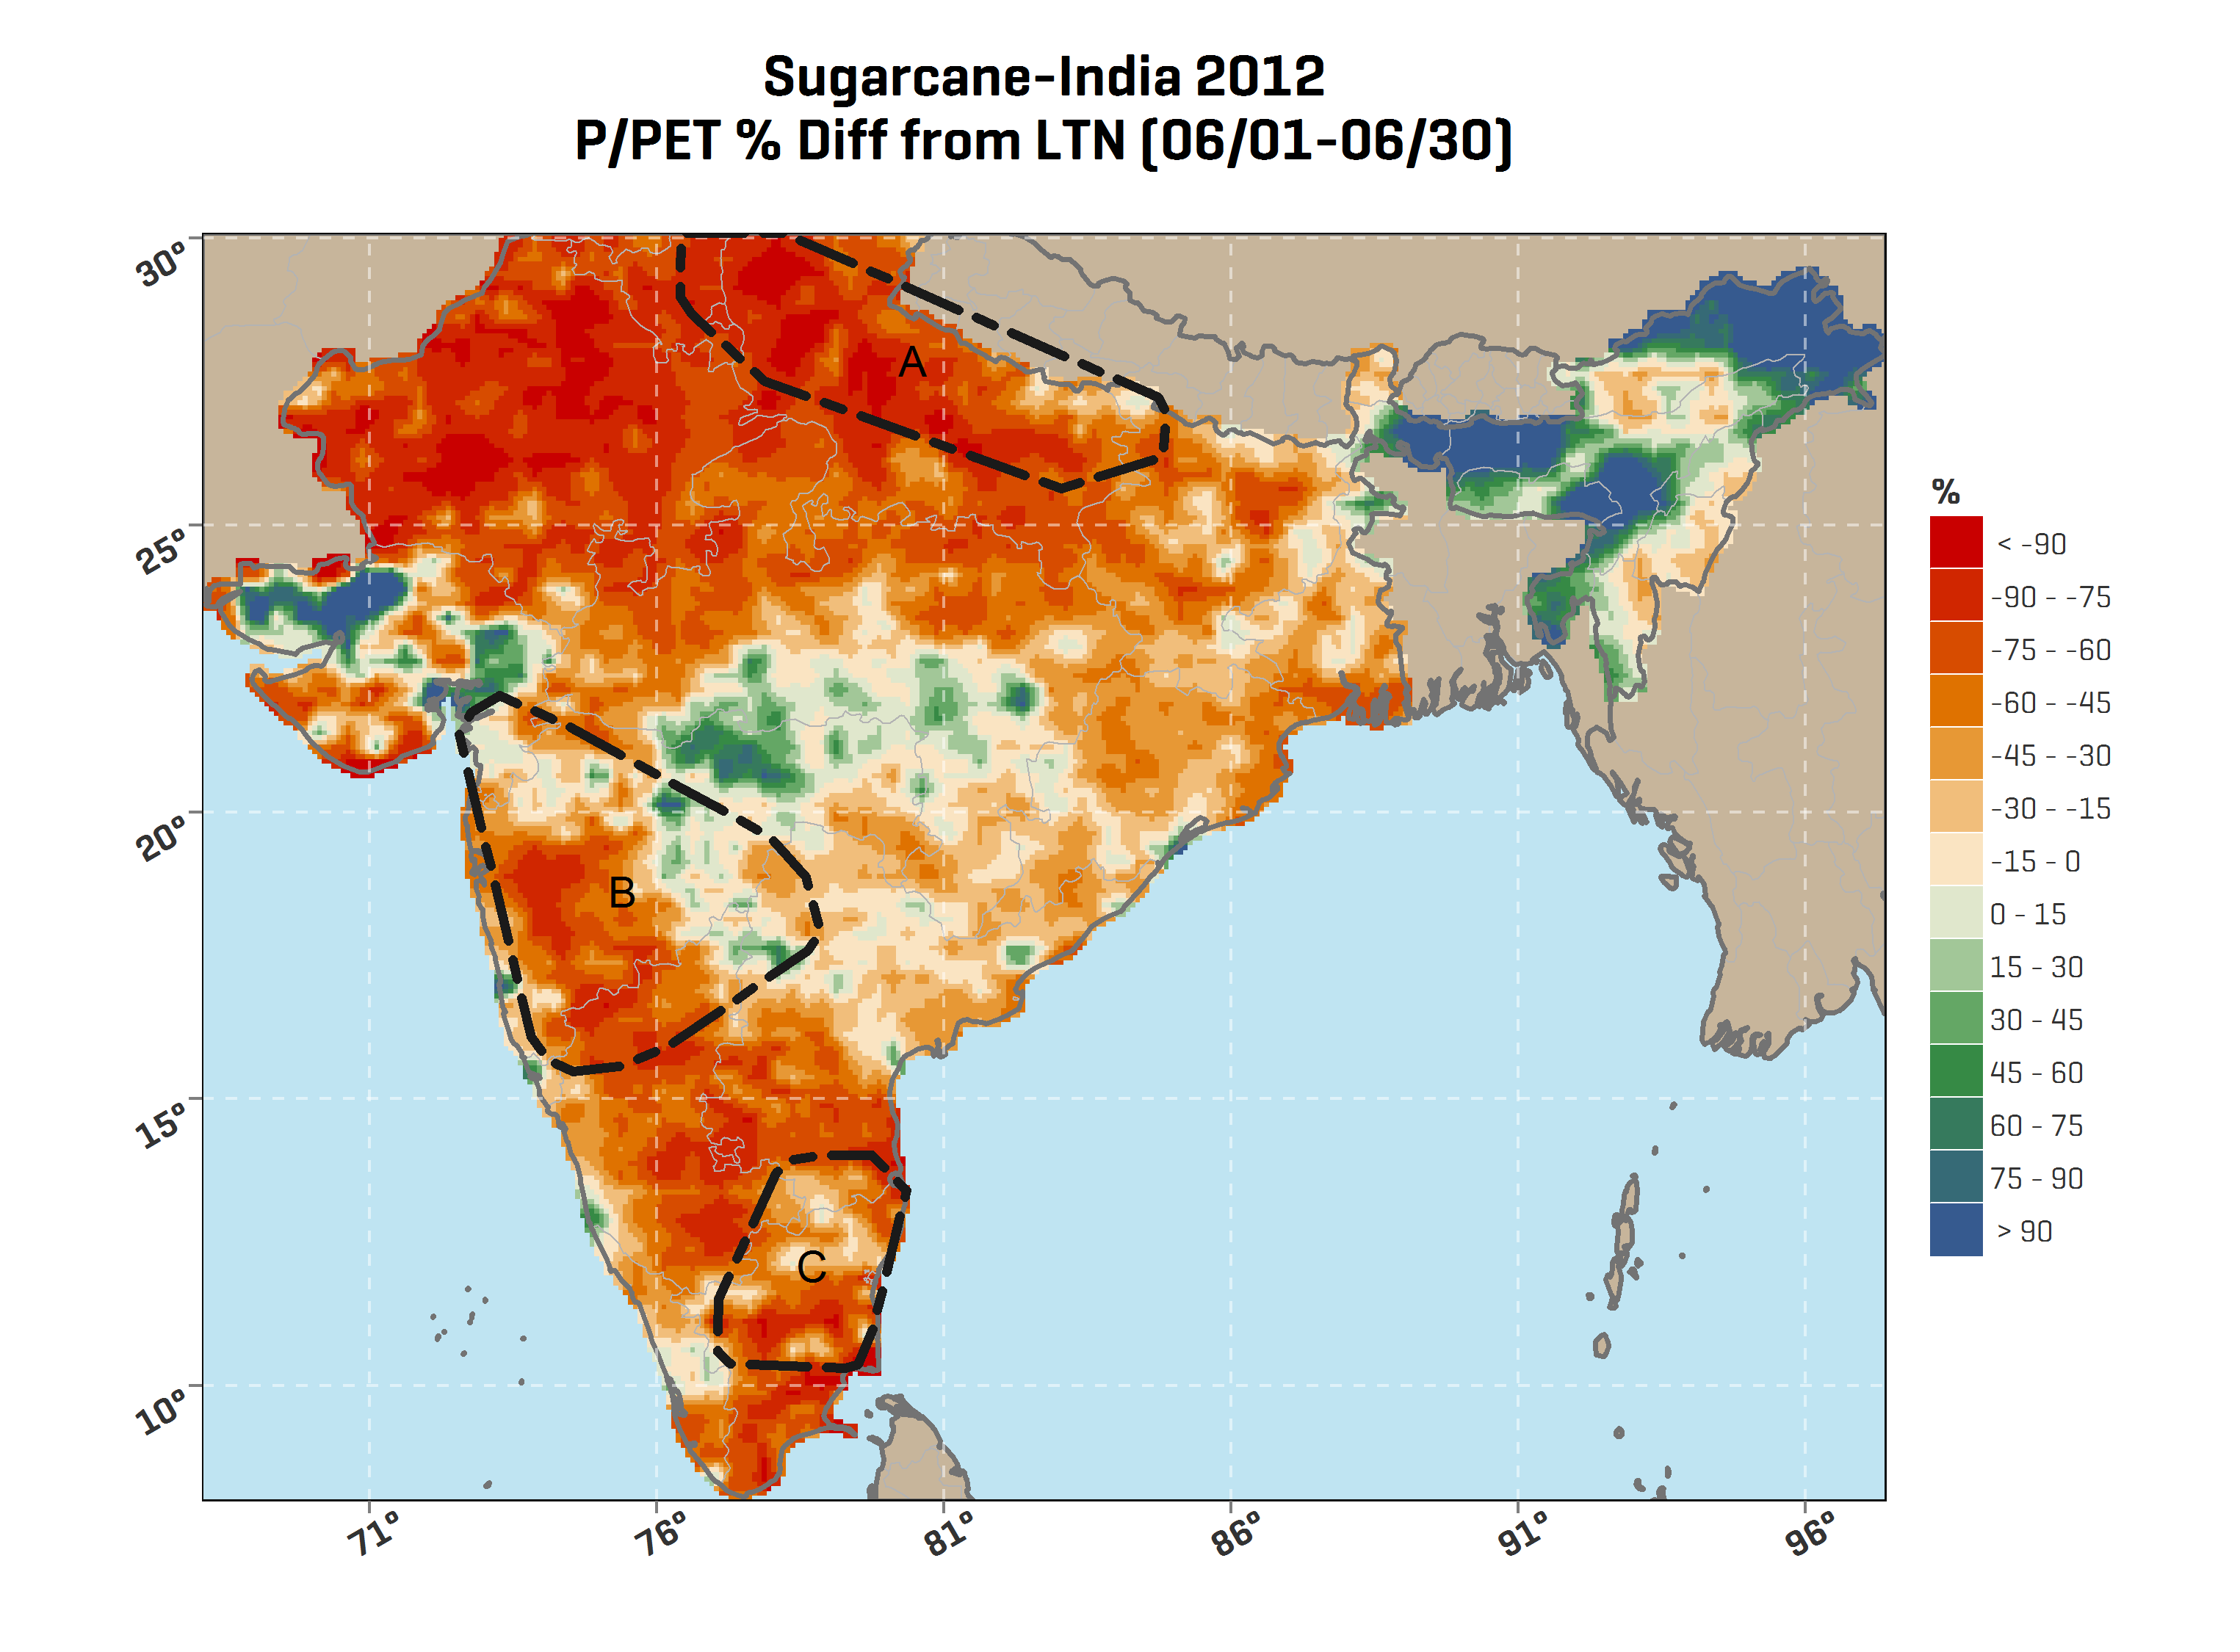 Sugarcane-India 2012
P/PET % Diff from LTN (06/01-06/30)
30°
25°
20°
15°
10°
71°
76°
81°
86°
91°
96°
A
B
C
%
< -90
-90 - -75
-75 - -60
-60 - -45
-45 - -30
-30 - -15
-15 - 0
0 - 15
15 - 30
30 - 45
45 - 60
60 - 75
75 - 90
> 90